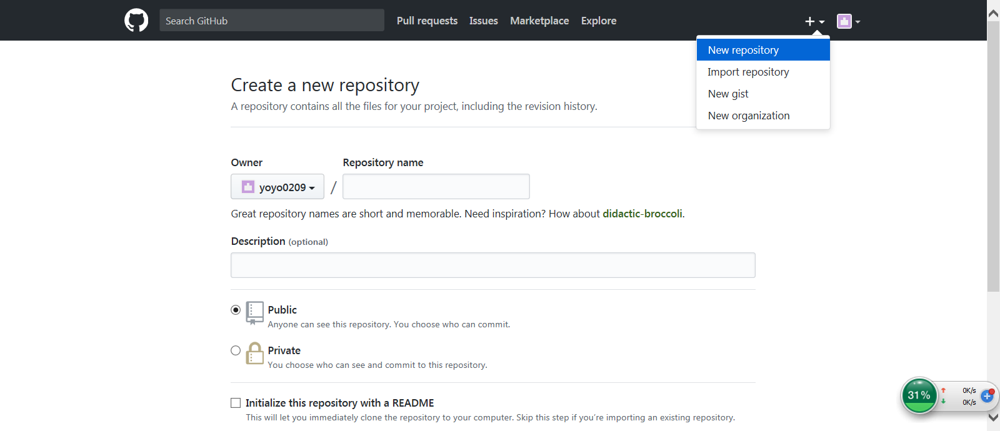 Search GitHub
Pull requests
Issues
Marketplace
Explore
New repository
Import repository
New gist
New organization
Create a new repository
A repository contains all the files for your project, including the revision history.
Owner
Repository name
yoyo0209
/
Great repository names are short and memorable. Need inspiration? How about didactic-broccoli.
Description (optional)
Public
Anyone can see this repository. You choose who can commit.
Private
You choose who can see and commit to this repository.
Initialize this repository with a README
This will let you immediately clone the repository to your computer. Skip this step if you're importing an existing repository.
31%
0K/s
0K/s